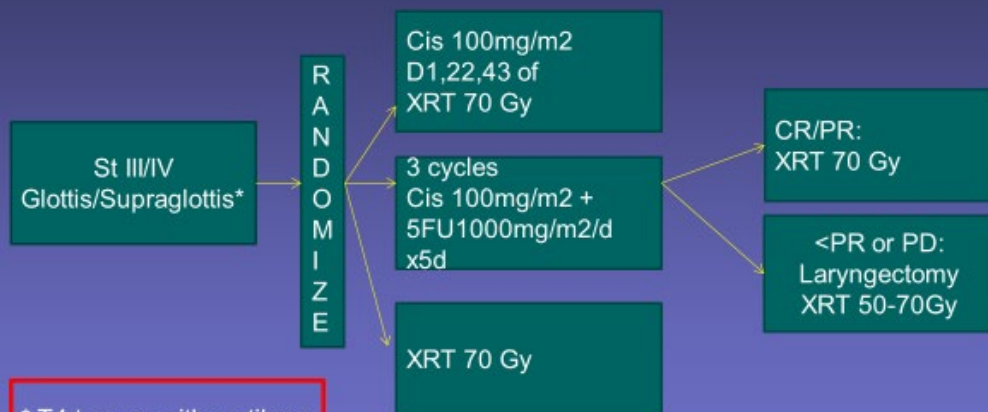 St III/IV
Glottis/Supraglottis*
R
A
N
D
O
M
I
Z
E
Cis 100mg/m2
D1,22,43 of
XRT 70 Gy
3 cycles
Cis 100mg/m2 +
5FU1000mg/m2/d
x5d
XRT 70 Gy
CR/PR:
XRT 70 Gy
<PR or PD:
Laryngectomy
XRT 50-70Gy